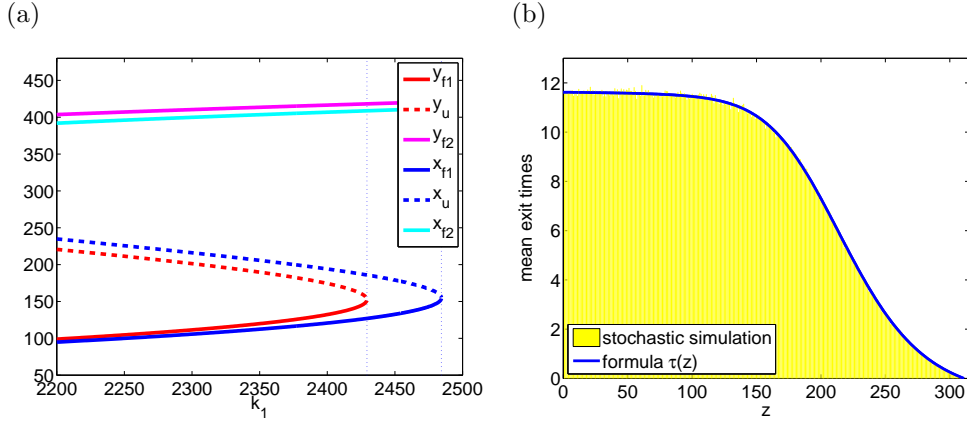 (a)
(b)
450
400
350
300
250
200
150
100
50
2200
2250
2300
2350
2400
2450
2500
k1
yf1
yu
yf2
xf1
xu
xf2
12
10
8
6
4
2
0
0
50
100
150
200
250
300
z
mean exit times
stochastic simulation
formula τ(z)